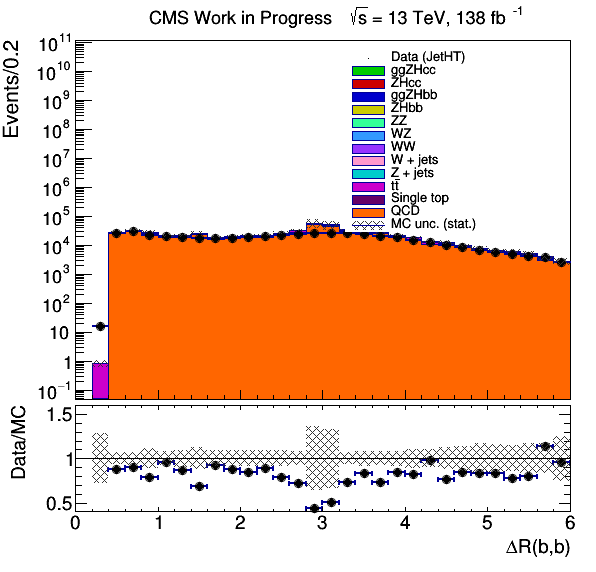 CMS Work in Progress √s = 13 TeV, 138 fb⁻¹
Events/0.2
10¹¹
10¹⁰
10⁹
10⁸
10⁷
10⁶
10⁵
10⁴
10³
10²
10
1
10⁻¹
Data (JetHT)
ggZHcc
ZHcc
ggZHbb
ZHbb
ZZ
WZ
WW
W + jets
Z + jets
tt̄
Single top
QCD
MC unc. (stat.)
Data/MC
1.5
1
0.5
0 1 2 3 4 5 6
ΔR(b,b)